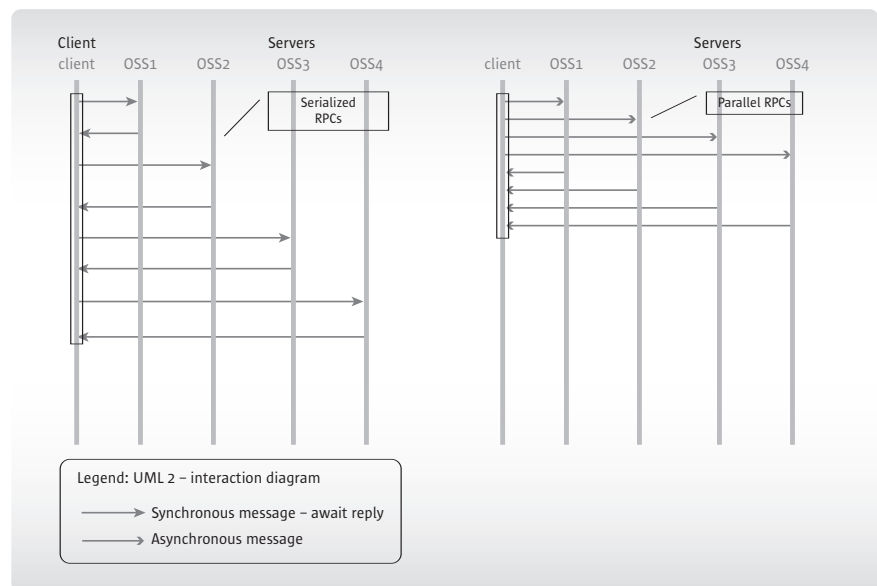 Client Servers
client OSS1 OSS2 OSS3 OSS4
Serialized
RPCs
Servers
client OSS1 OSS2 OSS3 OSS4
Parallel RPCs
Legend: UML 2 – interaction diagram
Synchronous message – await reply
Asynchronous message